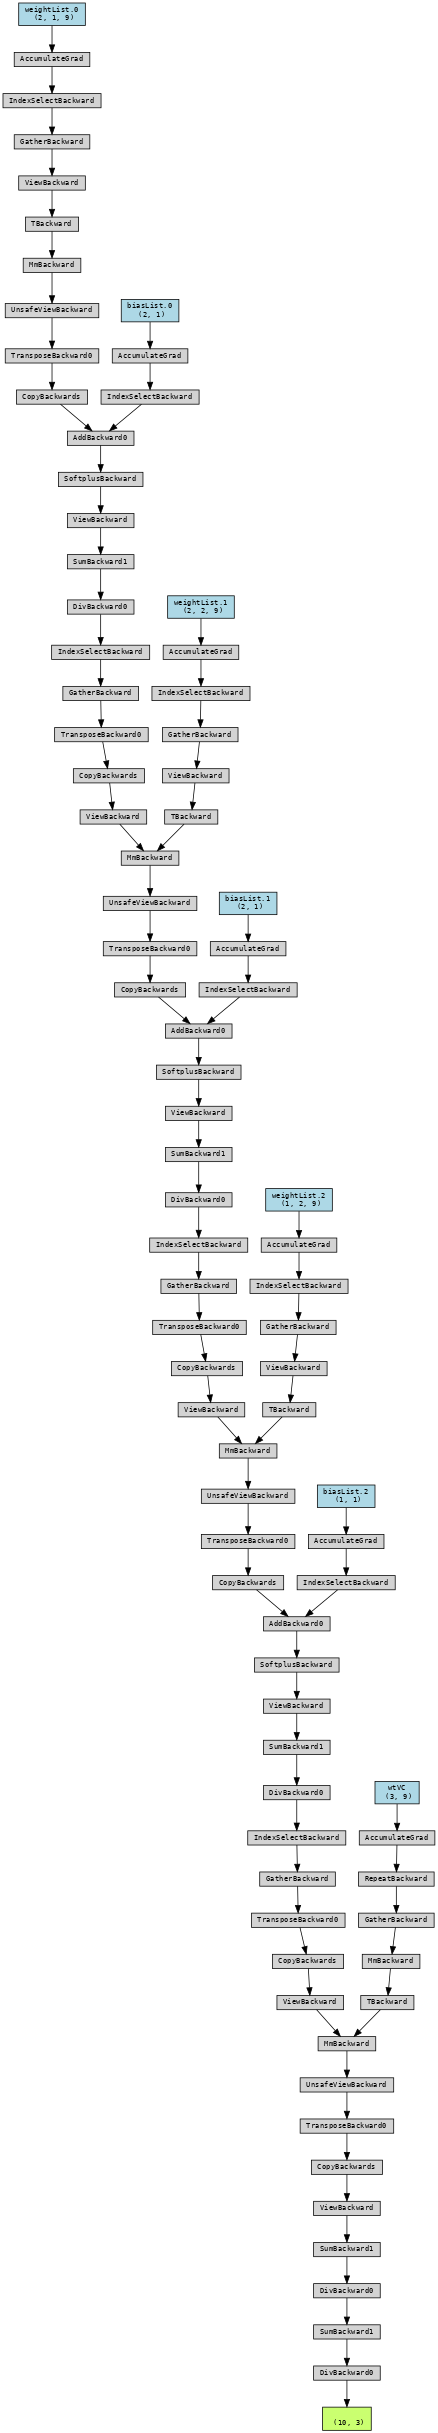 weightList.0
(2, 1, 9)
AccumulateGrad
IndexSelectBackward
GatherBackward
ViewBackward
TBackward
MmBackward
UnsafeViewBackward
biasList.0
(2, 1)
TransposeBackward0
AccumulateGrad
CopyBackwards
IndexSelectBackward
AddBackward0
SoftplusBackward
ViewBackward
SumBackward1
DivBackward0
weightList.1
(2, 2, 9)
IndexSelectBackward
AccumulateGrad
GatherBackward
IndexSelectBackward
TransposeBackward0
GatherBackward
CopyBackwards
ViewBackward
ViewBackward
TBackward
MmBackward
UnsafeViewBackward
biasList.1
(2, 1)
TransposeBackward0
AccumulateGrad
CopyBackwards
IndexSelectBackward
AddBackward0
SoftplusBackward
ViewBackward
SumBackward1
DivBackward0
weightList.2
(1, 2, 9)
IndexSelectBackward
AccumulateGrad
GatherBackward
IndexSelectBackward
TransposeBackward0
GatherBackward
CopyBackwards
ViewBackward
ViewBackward
TBackward
MmBackward
UnsafeViewBackward
biasList.2
(1, 1)
TransposeBackward0
AccumulateGrad
CopyBackwards
IndexSelectBackward
AddBackward0
SoftplusBackward
ViewBackward
SumBackward1
DivBackward0
wtVC
(3, 9)
IndexSelectBackward
AccumulateGrad
GatherBackward
RepeatBackward
TransposeBackward0
GatherBackward
CopyBackwards
MmBackward
ViewBackward
TBackward
MmBackward
UnsafeViewBackward
TransposeBackward0
CopyBackwards
ViewBackward
SumBackward1
DivBackward0
SumBackward1
DivBackward0
(10, 3)